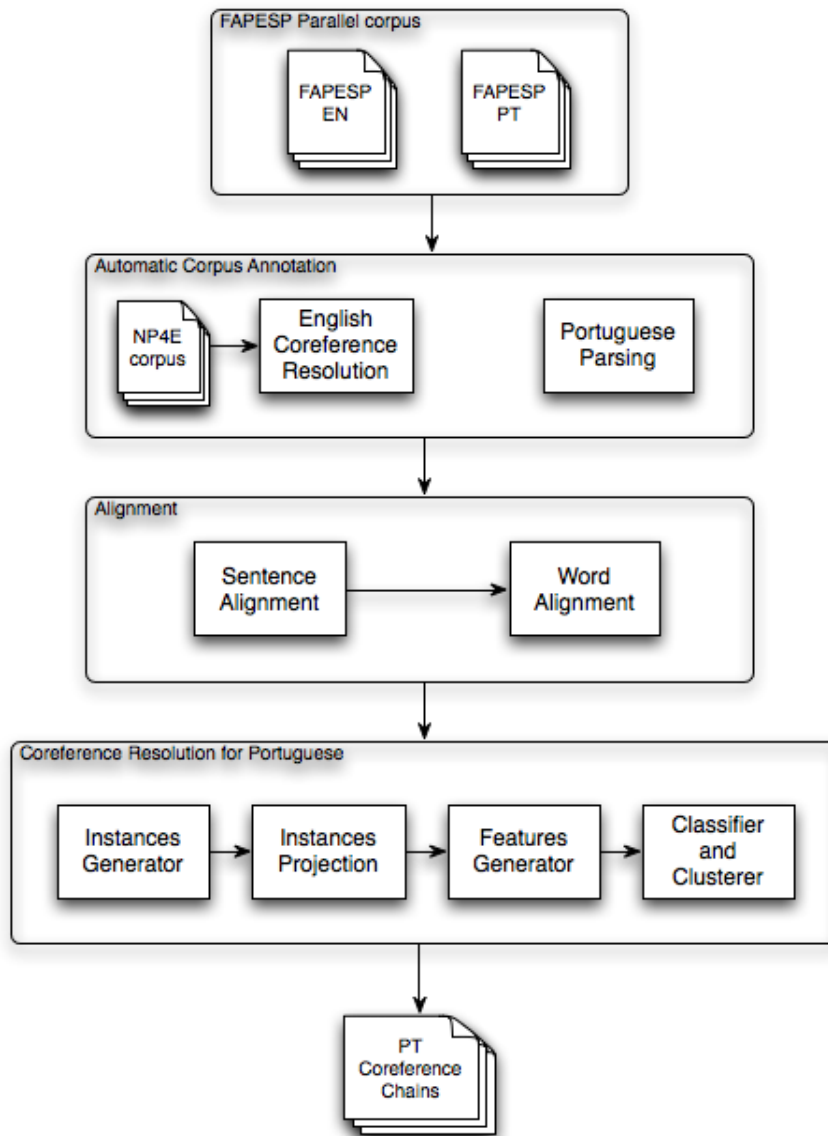 FAPESP Parallel corpus
FAPESP
EN
FAPESP
PT
Automatic Corpus Annotation
NP4E
corpus
English
Coreference
Resolution
Portuguese
Parsing
Alignment
Sentence
Alignment
Word
Alignment
Coreference Resolution for Portuguese
Instances
Generator
Instances
Projection
Features
Generator
Classifier
and
Clusterer
PT
Coreference
Chains